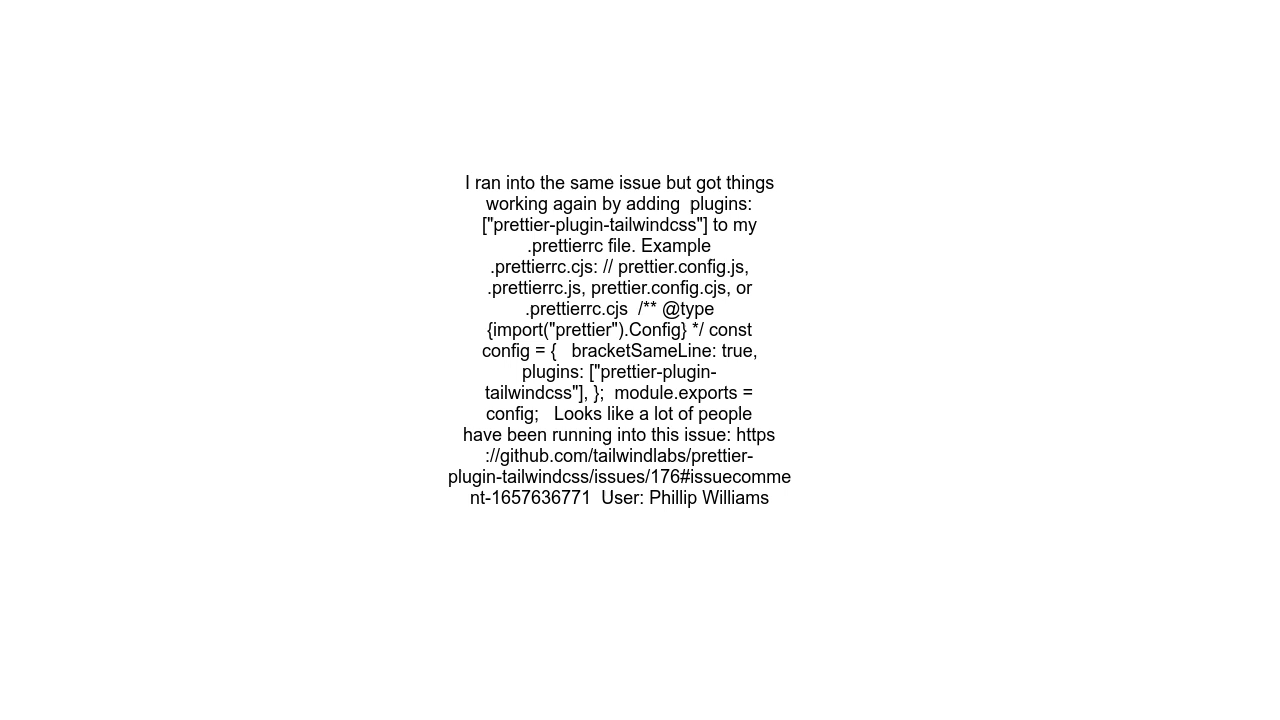 I ran into the same issue but got things
working again by adding  plugins:
["prettier-plugin-tailwindcss"] to my
.prettierrc file. Example
.prettierrc.cjs: // prettier.config.js,
.prettierrc.js, prettier.config.cjs, or
.prettierrc.cjs  /** @type
{import("prettier").Config} */ const
config = {   bracketSameLine: true,
plugins: ["prettier-plugin-
tailwindcss"], };  module.exports =
config;   Looks like a lot of people
have been running into this issue: https
://github.com/tailwindlabs/prettier-
plugin-tailwindcss/issues/176#issuecomme
nt-1657636771  User: Phillip Williams